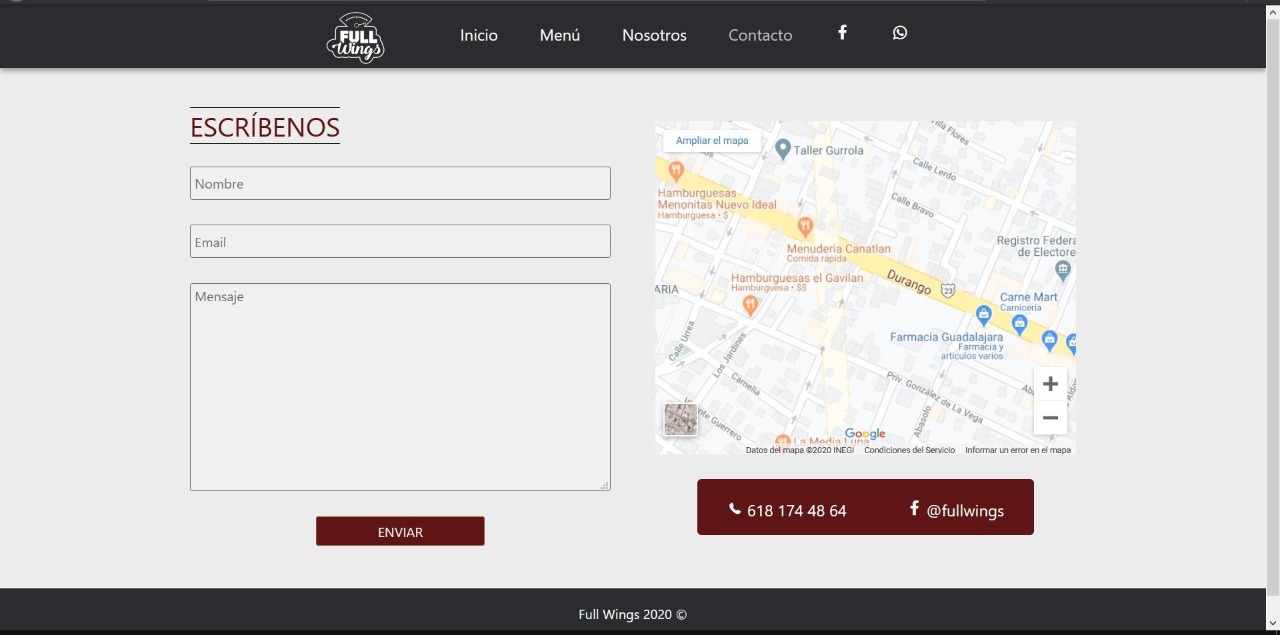 FULL
Wings
Inicio
Menú
Nosotros
Contacto
ESCRÍBENOS
Nombre
Email
Mensaje
ENVIAR
Ampliar el mapa
Taller Gurrola
Villa Flores
Calle Lerdo
Hamburguesas
Menonitas Nuevo Ideal
Hamburguesa • $
Calle Bravo
Menuderia Canatlan
Comida rápida
Registro Federa
de Electore
Hamburguesas el Gavilan
Hamburguesa • $$
Durango
23
ARIA
Carne Mart
Carnicería
Farmacia Guadalajara
Farmacia y
artículos varios
Calle Urrea
Los Jardines
Camelia
Priv. González de La Vega
Abasolo
Aldama
Vicente Guerrero
La Media Luna
Google
Datos del mapa ©2020 INEGI
Condiciones del Servicio
Informar un error en el mapa
618 174 48 64
@fullwings
Full Wings 2020 ©